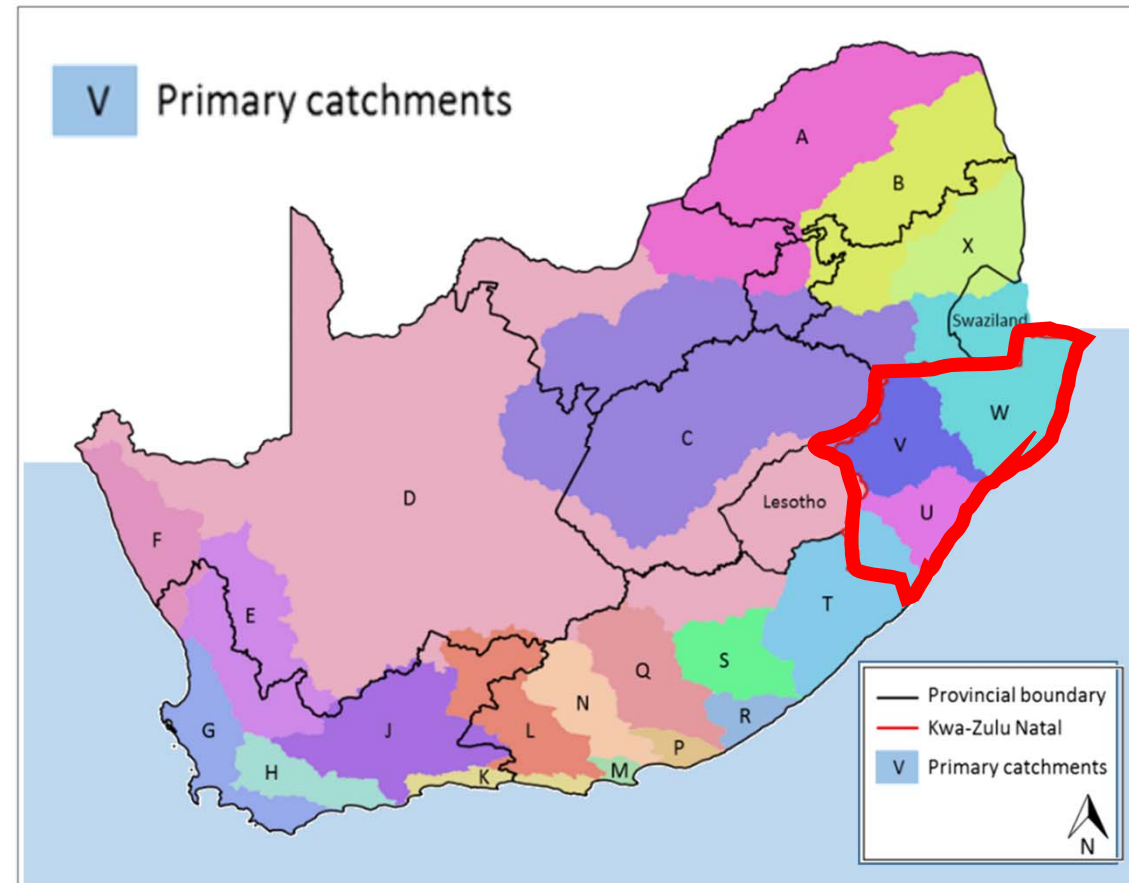 V Primary catchments
A
B
X
Swaziland
W
C
V
D
Lesotho
U
F
T
E
Q
S
N
R
G
J
L
P
H
K
M
Provincial boundary
Kwa-Zulu Natal
V Primary catchments
N